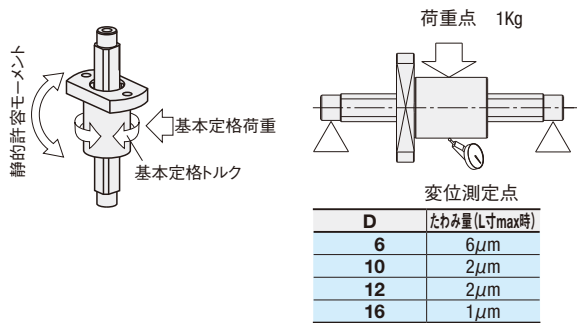 静的許容モーメント
基本定格荷重
基本定格トルク
荷重点 1Kg
変位測定点
D たわみ量(L寸max時)
6 6μm
10 2μm
12 2μm
16 1μm